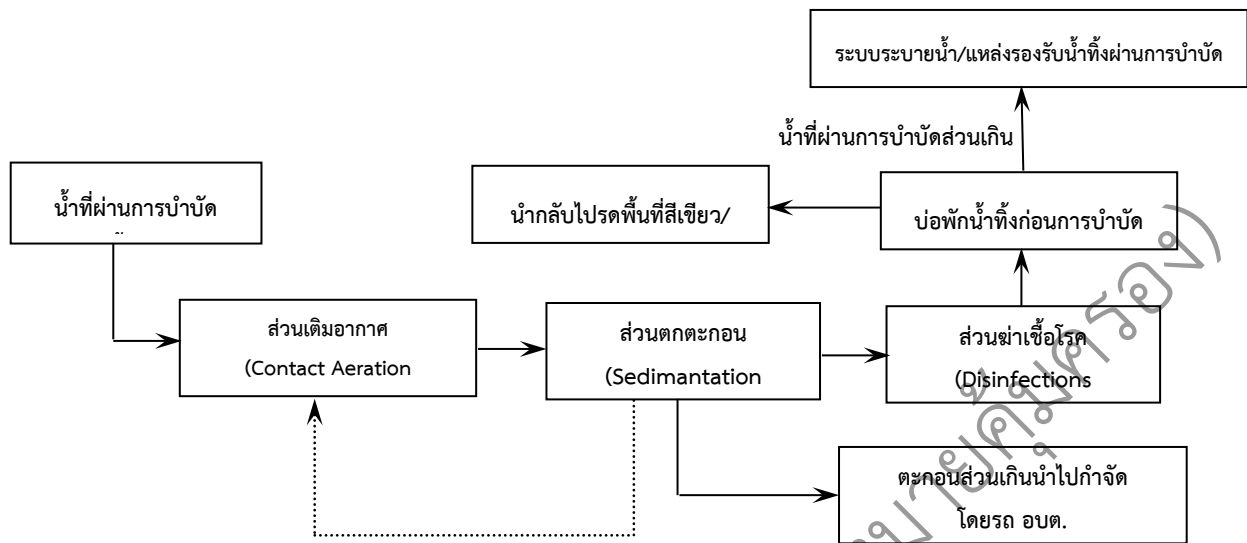 ระบบระบายน้ำ/แหล่งรองรับน้ำทิ้งผ่านการบำบัด
น้ำที่ผ่านการบำบัดส่วนเกิน
น้ำที่ผ่านการบำบัด
นำกลับไปรดพื้นที่สีเขียว/
บ่อพักน้ำทิ้งก่อนการบำบัด
ส่วนเติมอากาศ
(Contact Aeration
ส่วนตกตะกอน
(Sedimantation
ส่วนฆ่าเชื้อโรค
(Disinfections
ตะกอนส่วนเกินนำไปกำจัด
โดยรถ อบต.